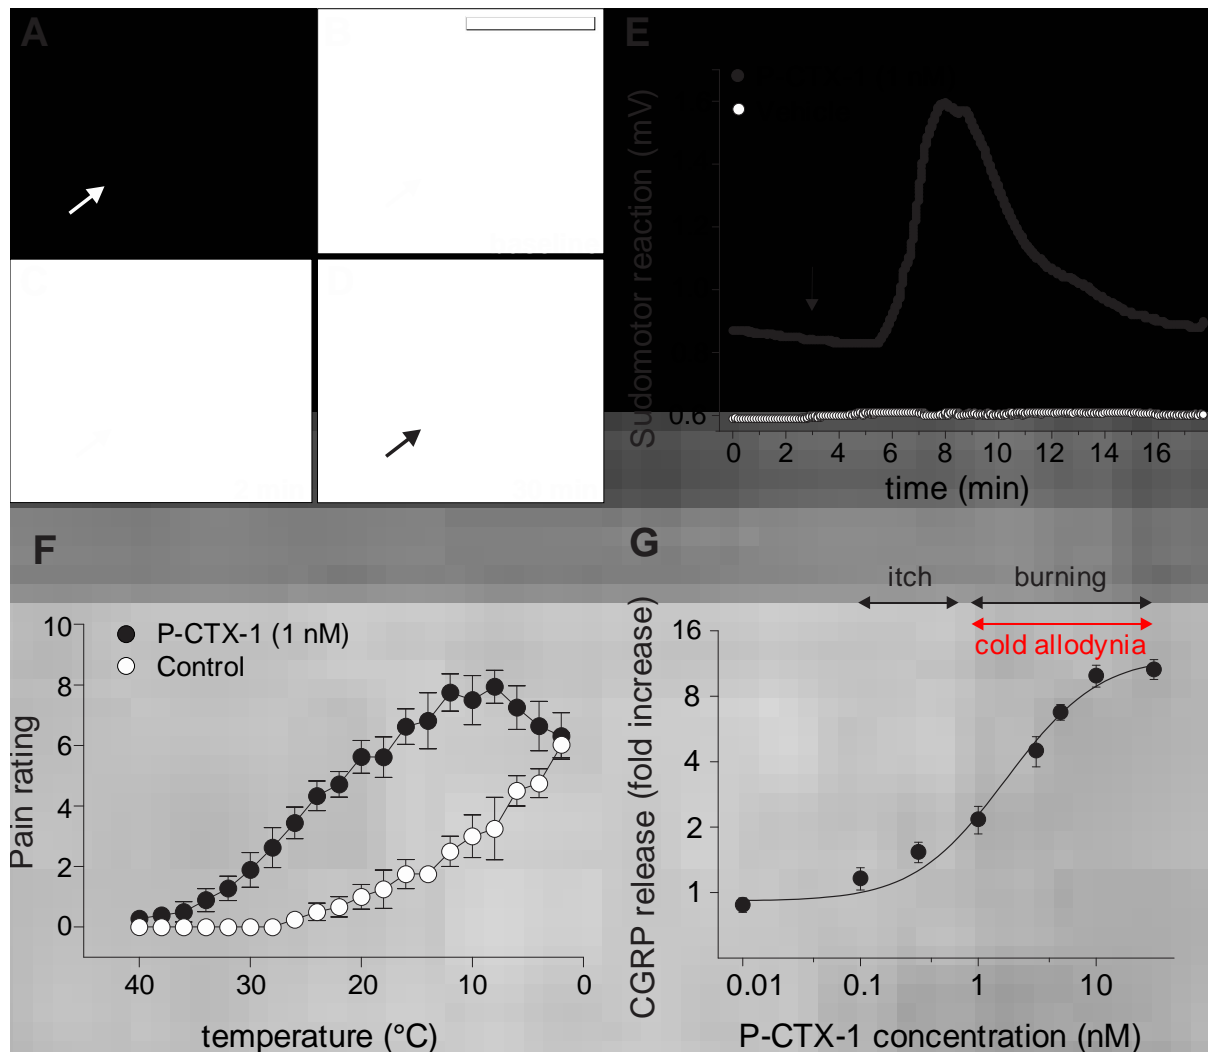 A
B
C
D
E
Sudomotor reaction (mV)
0.6
0 2 4 6 8 10 12 14 16
time (min)
F
Pain rating
10
8
6
4
2
0
P-CTX-1 (1 nM)
Control
40 30 20 10 0
temperature (°C)
G
itch burning
cold allodynia
CGRP release (fold increase)
16
8
4
2
1
0.01 0.1 1 10
P-CTX-1 concentration (nM)